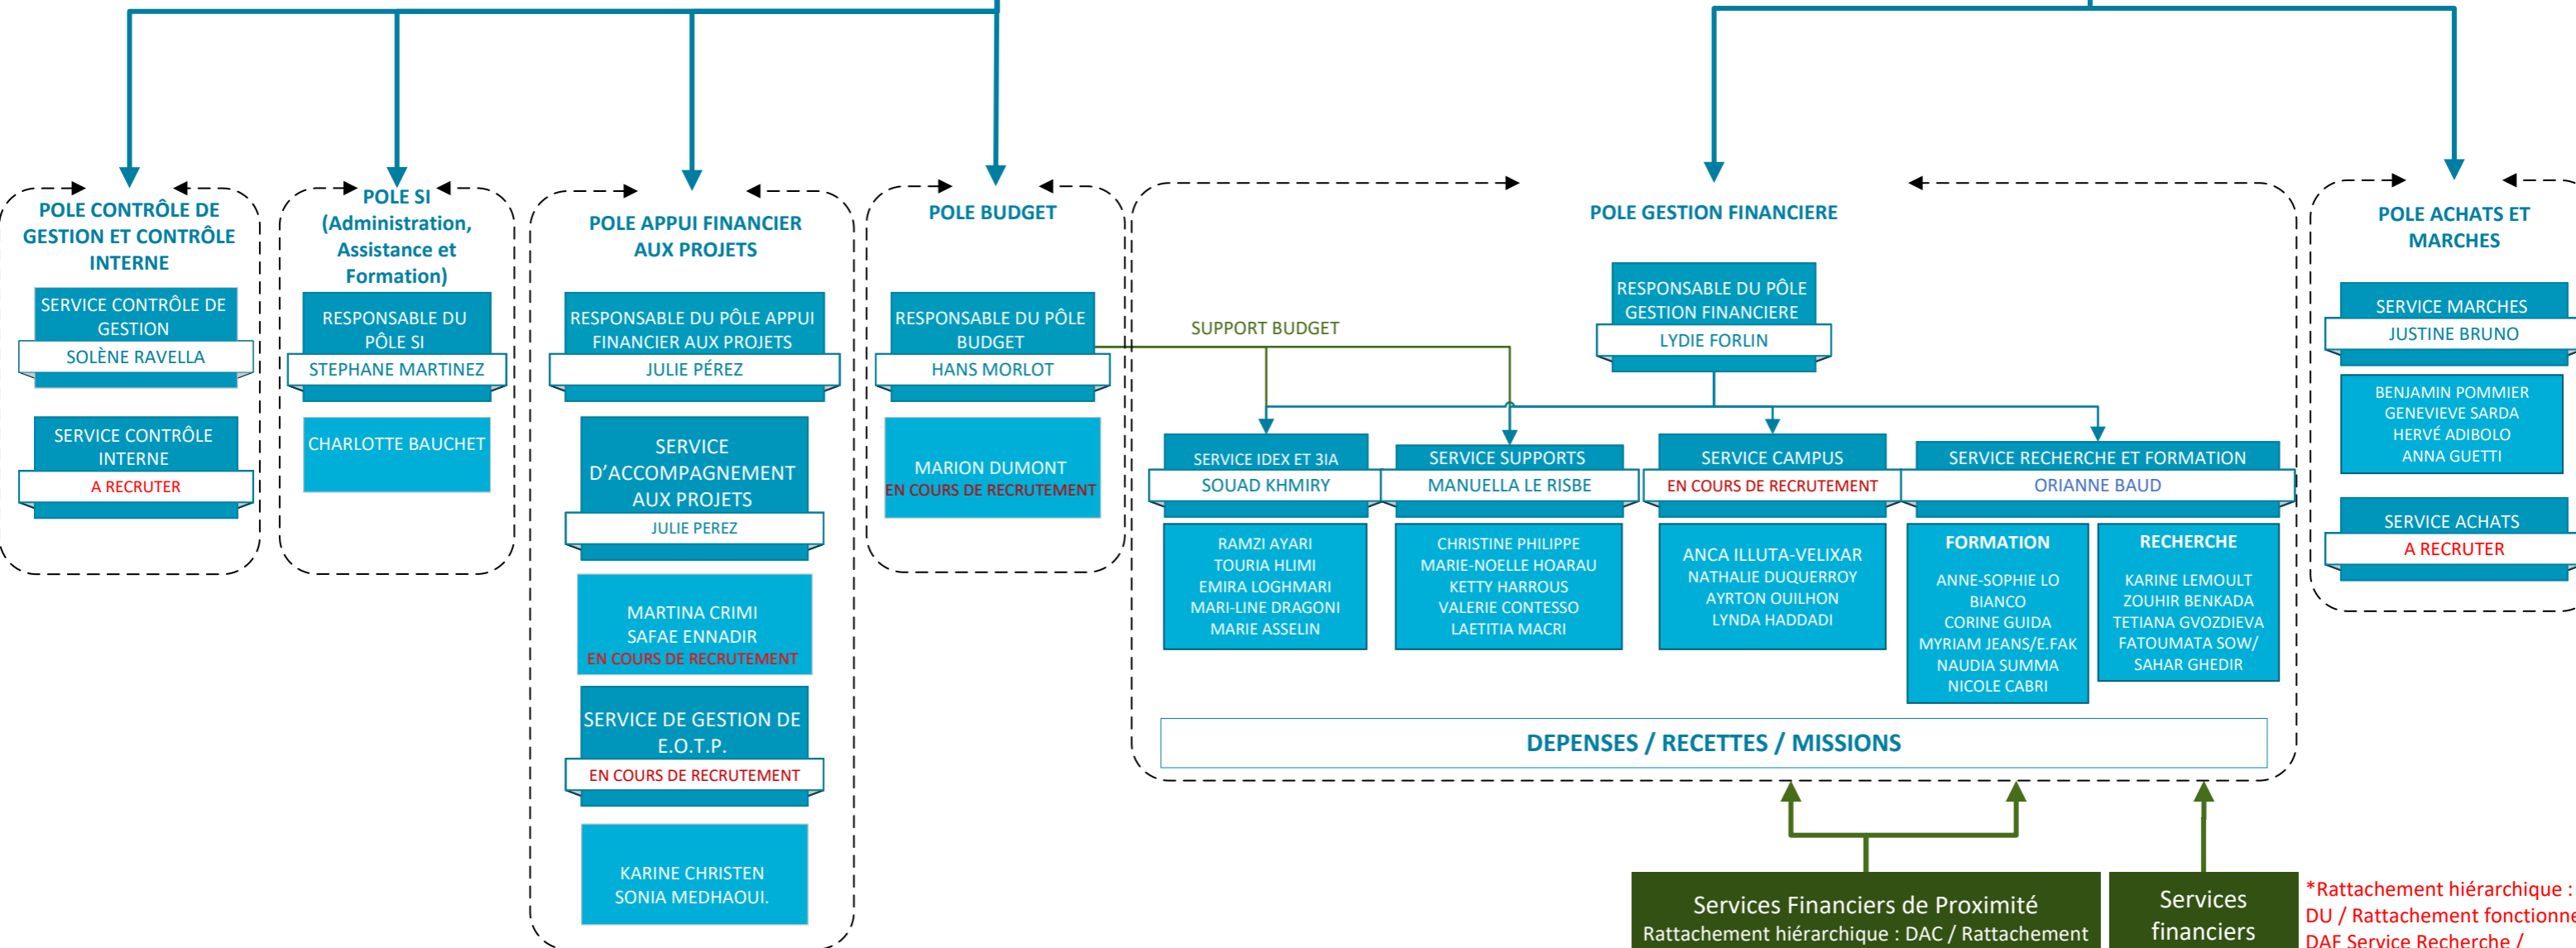 POLE CONTRÔLE DE
GESTION ET CONTRÔLE
INTERNE
SERVICE CONTRÔLE DE
GESTION
SOLÈNE RAVELLA
SERVICE CONTRÔLE
INTERNE
A RECRUTER
POLE SI
(Administration,
Assistance et
Formation)
RESPONSABLE DU
PÔLE SI
STEPHANE MARTINEZ
CHARLOTTE BAUCHET
POLE APPUI FINANCIER
AUX PROJETS
RESPONSABLE DU PÔLE APPUI
FINANCIER AUX PROJETS
JULIE PÉREZ
SERVICE
D’ACCOMPAGNEMENT
AUX PROJETS
JULIE PEREZ
MARTINA CRIMI
SAFAE ENNADIR
EN COURS DE RECRUTEMENT
SERVICE DE GESTION DE
E.O.T.P.
EN COURS DE RECRUTEMENT
KARINE CHRISTEN
SONIA MEDHAOUI.
POLE BUDGET
RESPONSABLE DU PÔLE
BUDGET
HANS MORLOT
MARION DUMONT
EN COURS DE RECRUTEMENT
SUPPORT BUDGET
POLE GESTION FINANCIERE
RESPONSABLE DU PÔLE
GESTION FINANCIERE
LYDIE FORLIN
SERVICE IDEX ET 3IA
SOUAD KHMIRY
RAMZI AYARI
TOURIA HLIMI
EMIRA LOGHMARI
MARI-LINE DRAGONI
MARIE ASSELIN
SERVICE SUPPORTS
MANUELLA LE RISBE
CHRISTINE PHILIPPE
MARIE-NOELLE HOARAU
KETTY HARROUS
VALERIE CONTESSO
LAETITIA MACRI
SERVICE CAMPUS
EN COURS DE RECRUTEMENT
ANCA ILLUTA-VELIXAR
NATHALIE DUQUERROY
AYRTON OUILHON
LYNDA HADDADI
SERVICE RECHERCHE ET FORMATION
ORIANNE BAUD
FORMATION
ANNE-SOPHIE LO
BIANCO
CORINE GUIDA
MYRIAM JEANS/E.FAK
NAUDIA SUMMA
NICOLE CABRI
RECHERCHE
KARINE LEMOULT
ZOUHIR BENKADA
TETIANA GVOZDIEVA
FATOUMATA SOW/
SAHAR GHEDIR
DEPENSES / RECETTES / MISSIONS
POLE ACHATS ET
MARCHES
SERVICE MARCHES
JUSTINE BRUNO
BENJAMIN POMMIER
GENEVIEVE SARDA
HERVÉ ADIBOLO
ANNA GUETTI
SERVICE ACHATS
A RECRUTER
Services Financiers de Proximité
Rattachement hiérarchique : DAC / Rattachement
Services
financiers
*Rattachement hiérarchique :
DU / Rattachement fonctionne
DAF Service Recherche /